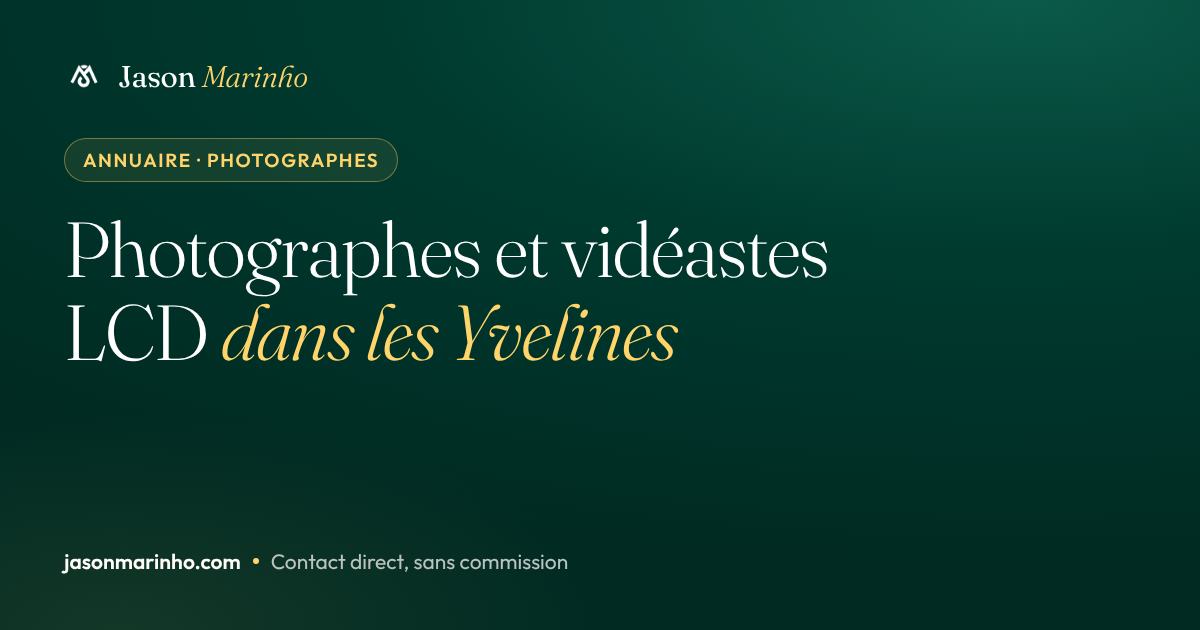 Jason Marinho
ANNUAIRE · PHOTOGRAPHES
Photographes et vidéastes
LCD dans les Yvelines
jasonmarinho.com • Contact direct, sans commission